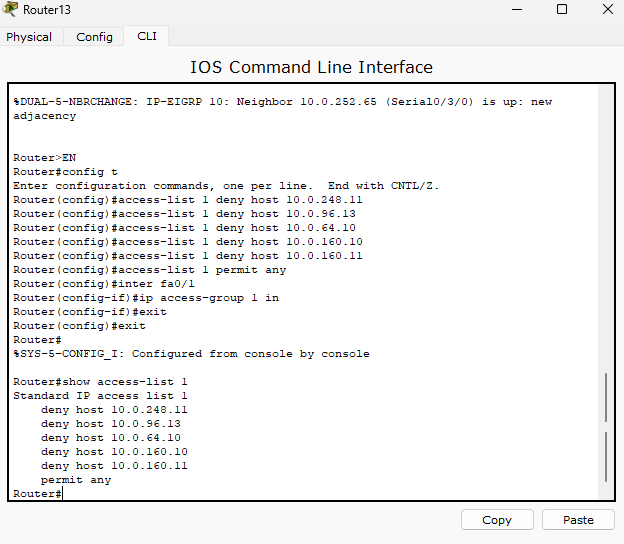 Router13
Physical Config CLI
IOS Command Line Interface
%DUAL-5-NBRCHANGE: IP-EIGRP 10: Neighbor 10.0.252.65 (Serial0/3/0) is up: new
adjacency
Router>EN
Router#config t
Enter configuration commands, one per line.  End with CNTL/Z.
Router(config)#access-list 1 deny host 10.0.248.11
Router(config)#access-list 1 deny host 10.0.96.13
Router(config)#access-list 1 deny host 10.0.64.10
Router(config)#access-list 1 deny host 10.0.160.10
Router(config)#access-list 1 deny host 10.0.160.11
Router(config)#access-list 1 permit any
Router(config)#inter fa0/1
Router(config-if)#ip access-group 1 in
Router(config-if)#exit
Router(config)#exit
Router#
%SYS-5-CONFIG_I: Configured from console by console
Router#show access-list 1
Standard IP access list 1
    deny host 10.0.248.11
    deny host 10.0.96.13
    deny host 10.0.64.10
    deny host 10.0.160.10
    deny host 10.0.160.11
    permit any
Router#
Copy Paste